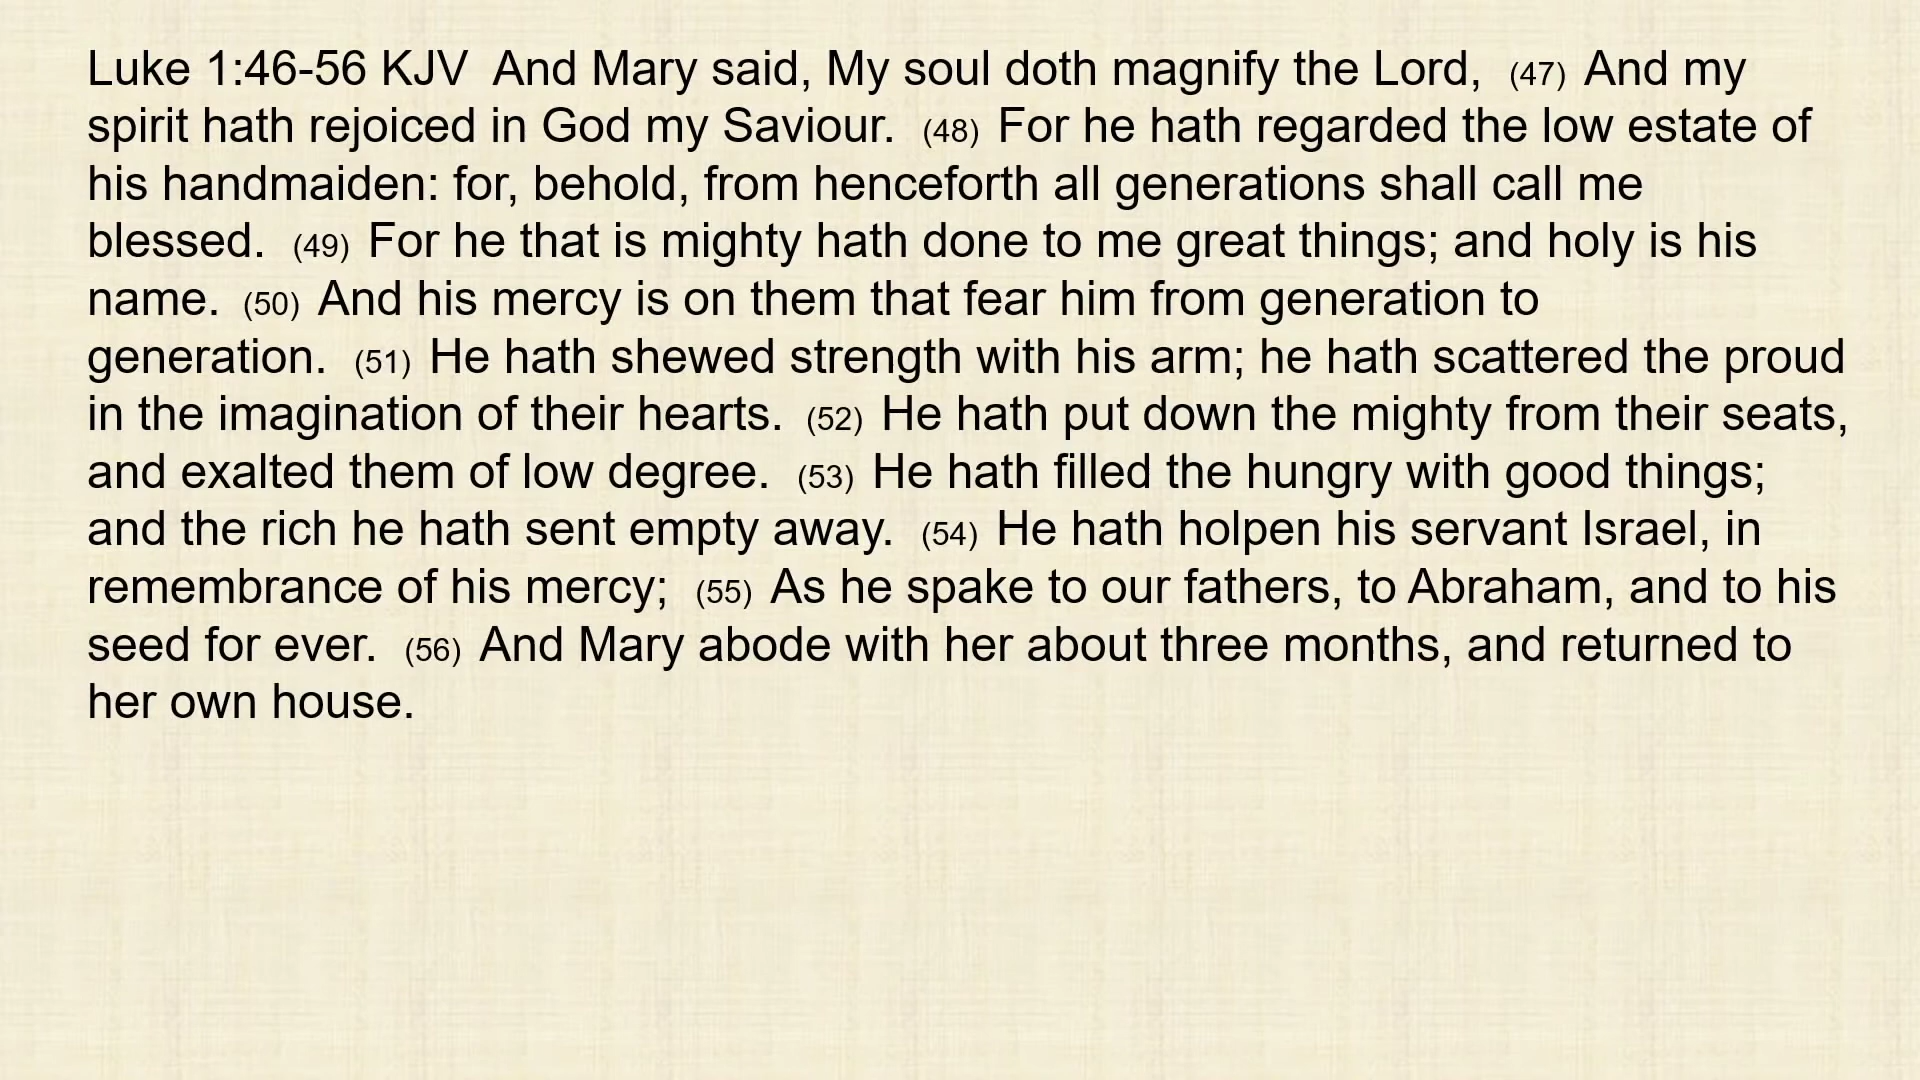 Luke 1:46-56 KJV  And Mary said, My soul doth magnify the Lord,  (47)  And my
spirit hath rejoiced in God my Saviour.  (48)  For he hath regarded the low estate of
his handmaiden: for, behold, from henceforth all generations shall call me
blessed.  (49)  For he that is mighty hath done to me great things; and holy is his
name.  (50)  And his mercy is on them that fear him from generation to
generation.  (51)  He hath shewed strength with his arm; he hath scattered the proud
in the imagination of their hearts.  (52)  He hath put down the mighty from their seats,
and exalted them of low degree.  (53)  He hath filled the hungry with good things;
and the rich he hath sent empty away.  (54)  He hath holpen his servant Israel, in
remembrance of his mercy;  (55)  As he spake to our fathers, to Abraham, and to his
seed for ever.  (56)  And Mary abode with her about three months, and returned to
her own house.